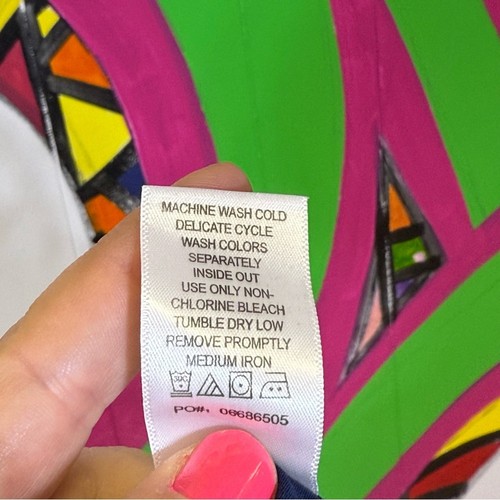 MACHINE WASH COLD
DELICATE CYCLE
WASH COLORS
SEPARATELY
INSIDE OUT
USE ONLY NON-
CHLORINE BLEACH
TUMBLE DRY LOW
REMOVE PROMPTLY
MEDIUM IRON
PO#: 06686505